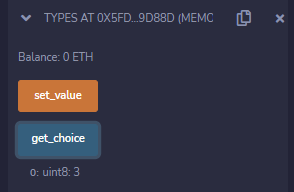 TYPES AT 0X5FD...9D88D (MEMC
Balance: 0 ETH
set_value
get_choice
0: uint8: 3